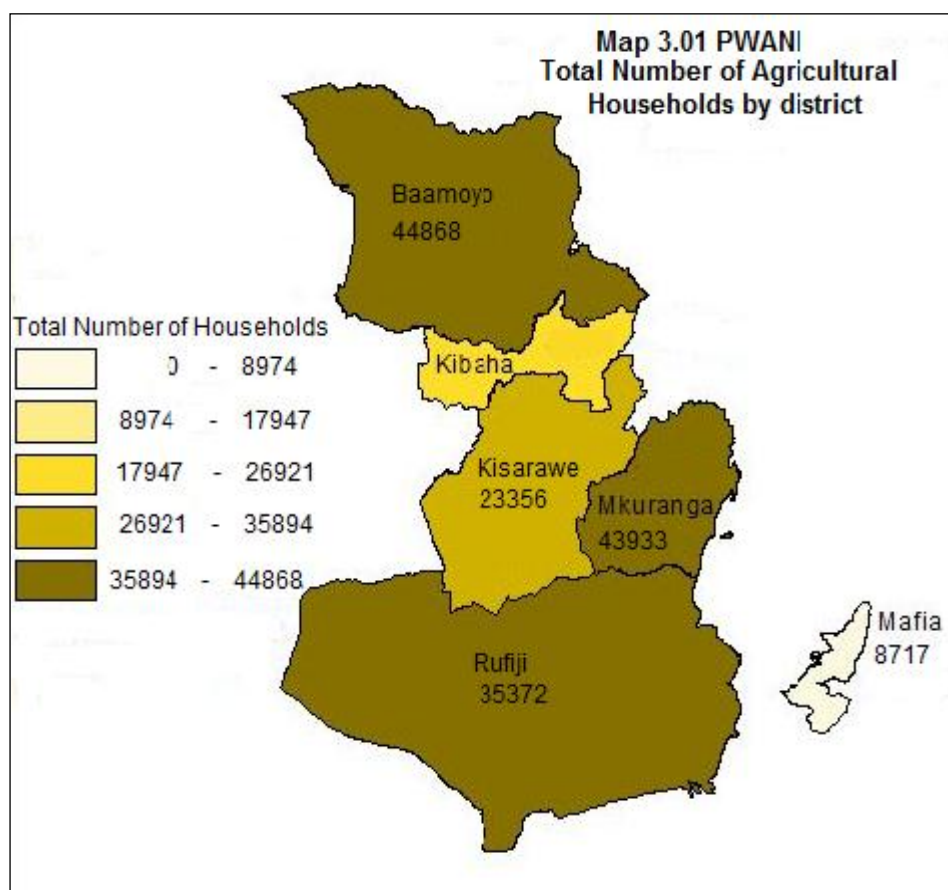 Map 3.01 PWANI
Total Number of Agricultural
Households by district
Baamoyo
44868
Total Number of Households
0 - 8974
8974 - 17947
17947 - 26921
26921 - 35894
35894 - 44868
Kibaha
Kisarawe
23356
Mkuranga
43933
Mafia
8717
Rufiji
35372